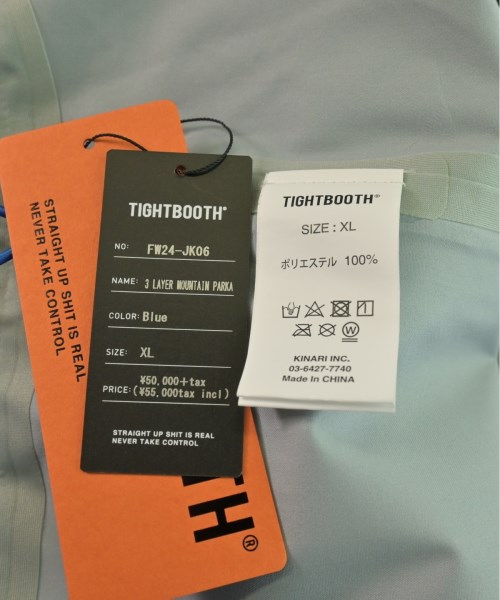 STRAIGHT UP SHIT IS REAL
NEVER TAKE CONTROL
TH®
TIGHTBOOTH®
NO: FW24-JK06
NAME: 3 LAYER MOUNTAIN PARKA
COLOR: Blue
SIZE: XL
¥50,000+tax
PRICE: (¥55,000tax incl)
STRAIGHT UP SHIT IS REAL
NEVER TAKE CONTROL
TIGHTBOOTH®
SIZE: XL
ポリエステル 100%
W
KINARI INC.
03-6427-7740
Made in CHINA